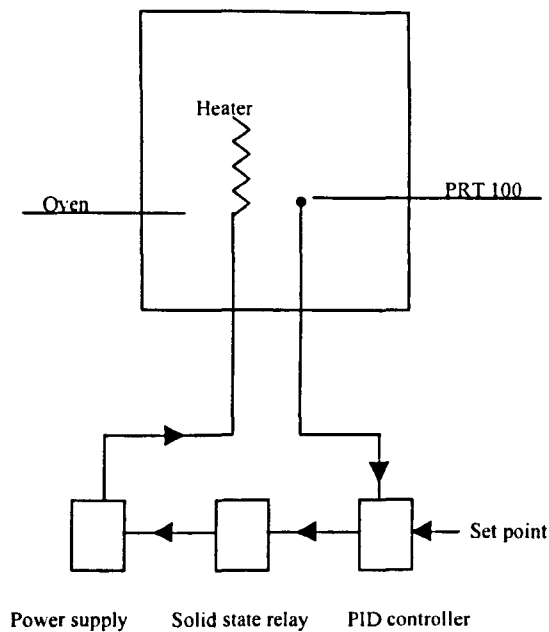 Heater
Oven
PRT 100
Set point
Power supply
Solid state relay
PID controller